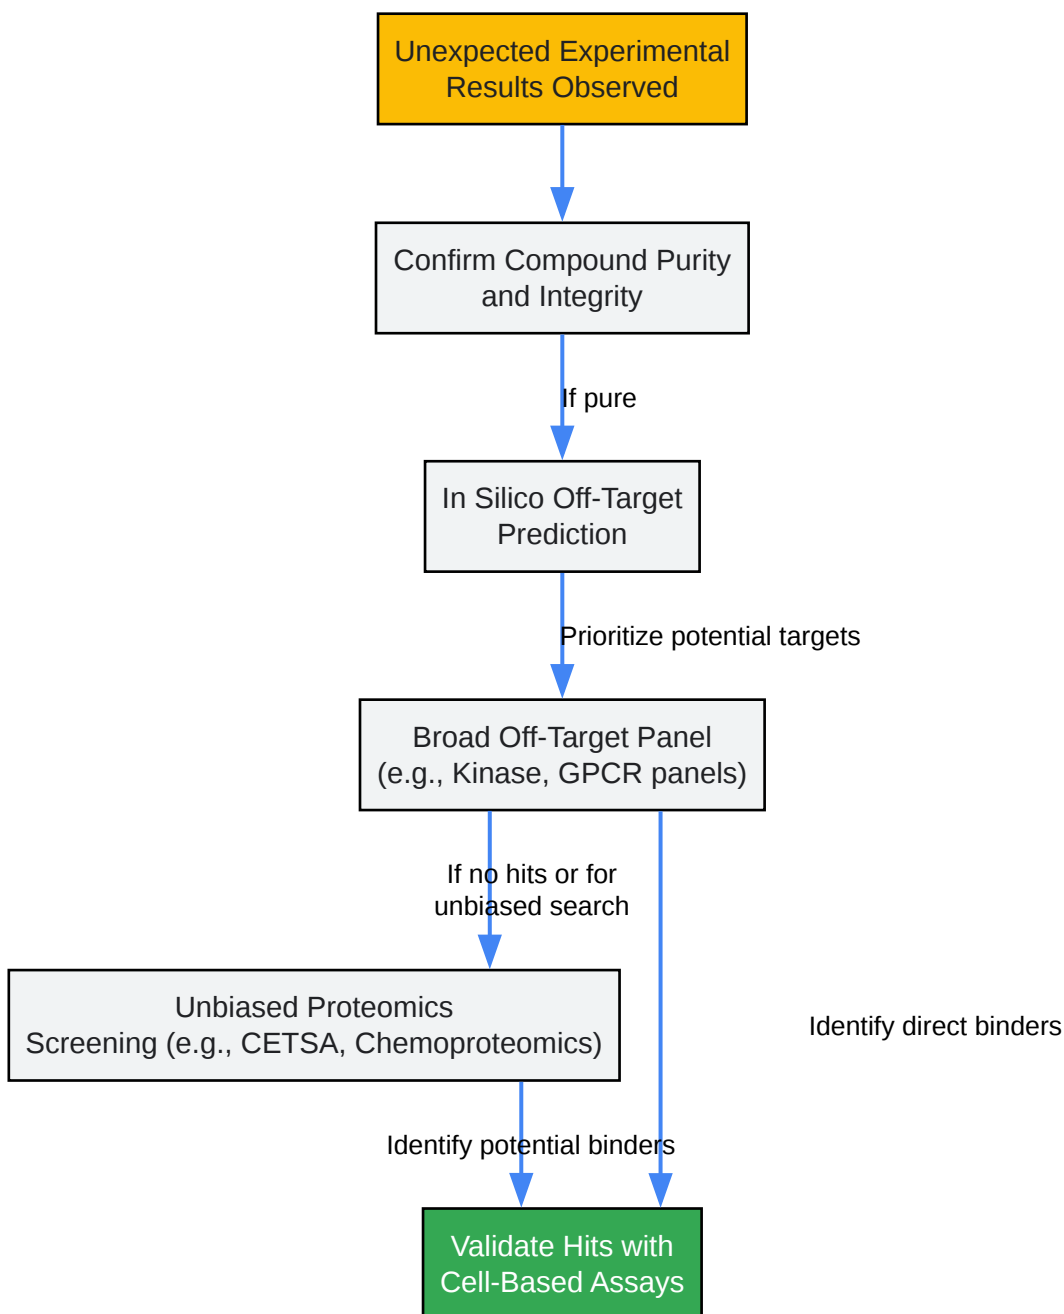 Unexpected Experimental
Results Observed
Confirm Compound Purity
and Integrity
If pure
In Silico Off-Target
Prediction
Prioritize potential targets
Broad Off-Target Panel
(e.g., Kinase, GPCR panels)
If no hits or for
unbiased search
Unbiased Proteomics
Screening (e.g., CETSA, Chemoproteomics)
Identify direct binders
Identify potential binders
Validate Hits with
Cell-Based Assays